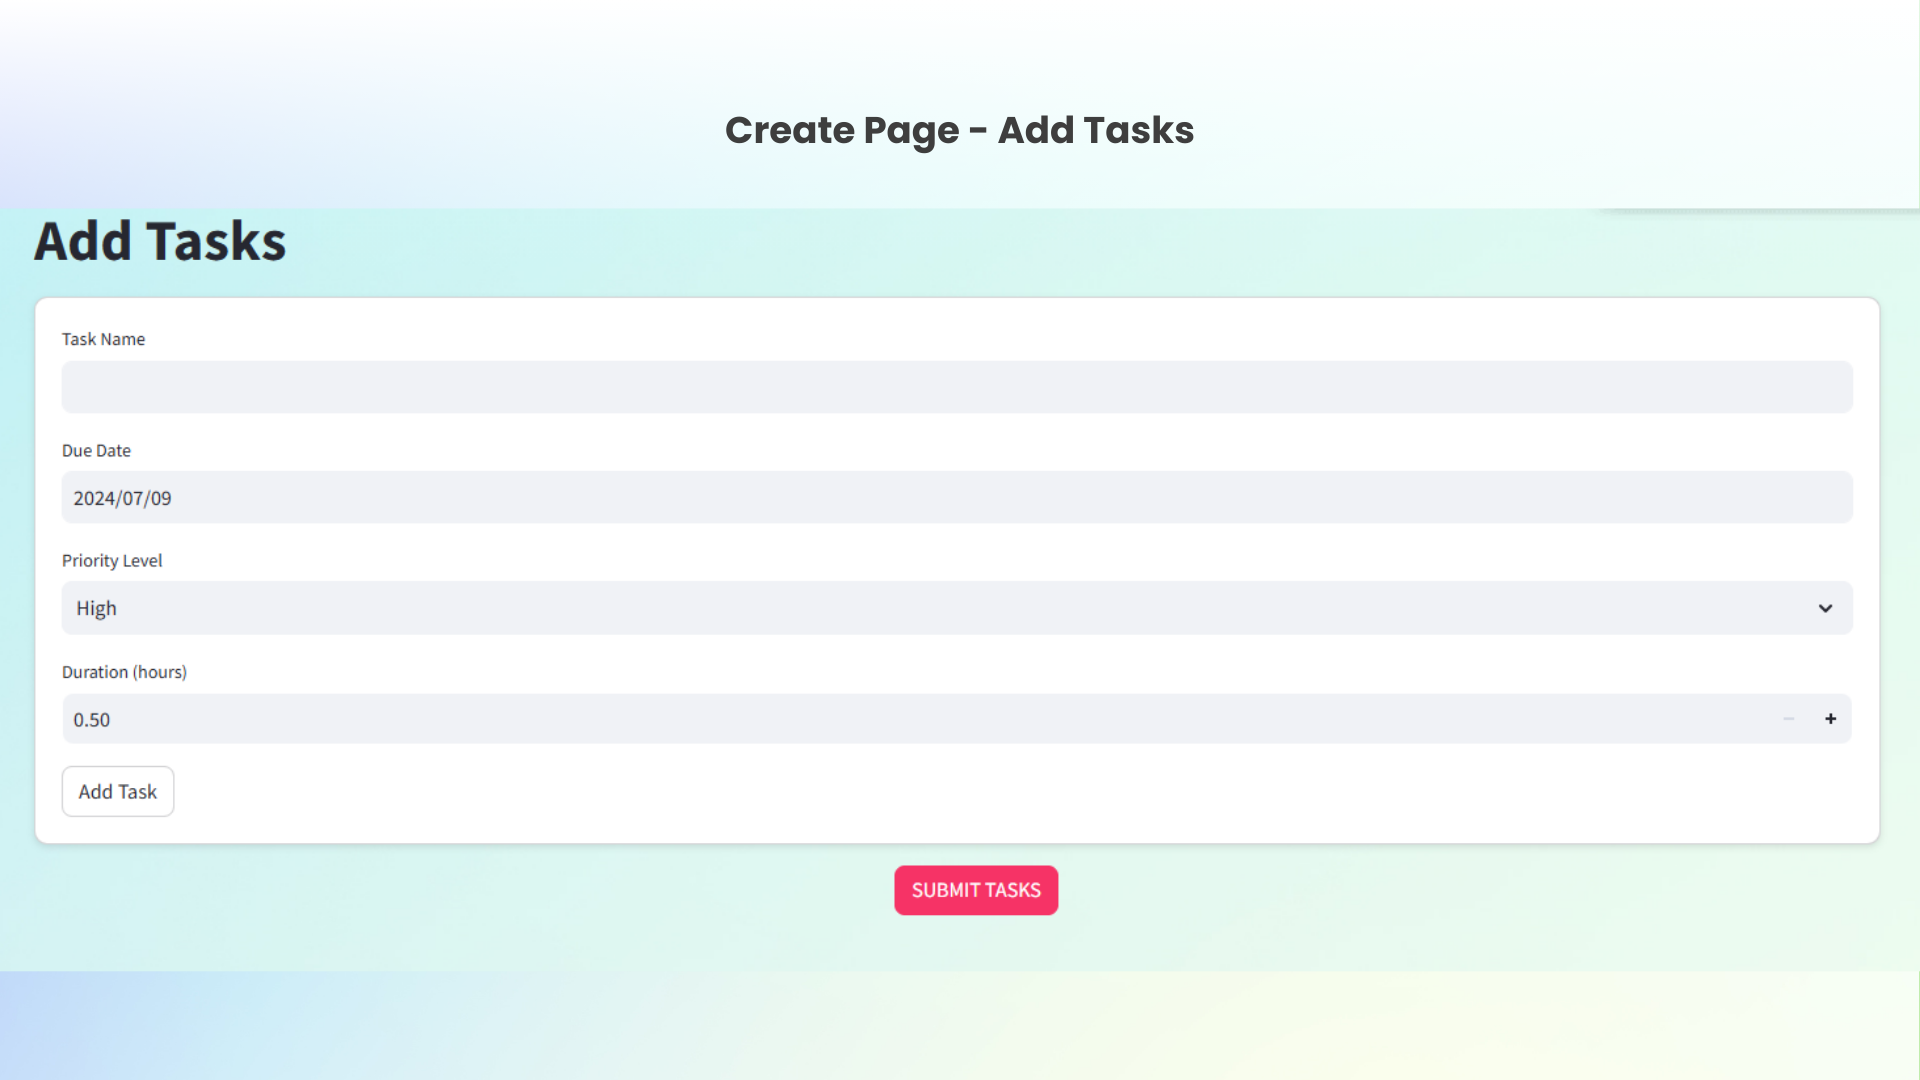 Create Page - Add Tasks
Add Tasks
Task Name
Due Date
2024/07/09
Priority Level
High
Duration (hours)
0.50
Add Task
SUBMIT TASKS